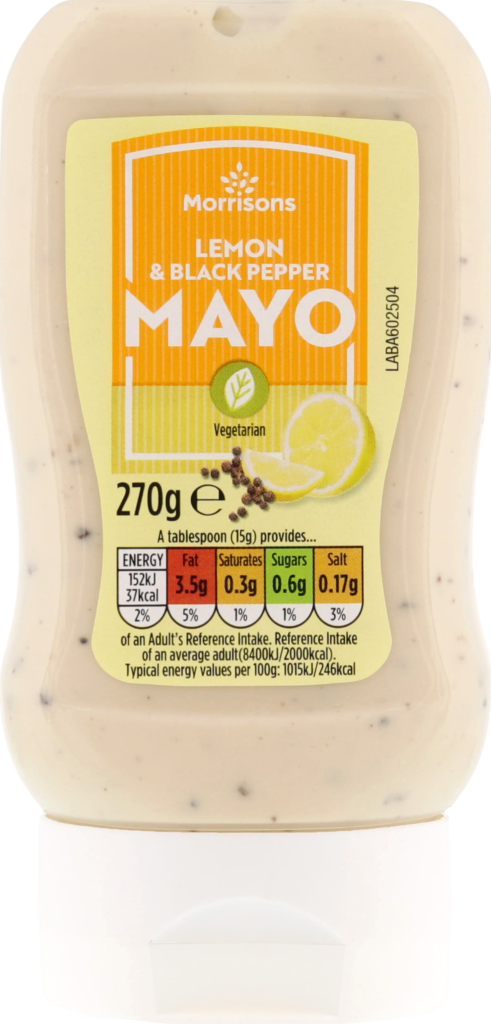 Morrisons
LEMON
& BLACK PEPPER
MAYO
LABA602504
Vegetarian
270g ℮
A tablespoon (15g) provides...
ENERGY Fat Saturates Sugars Salt
152kJ
37kcal 3.5g 0.3g 0.6g 0.17g
2% 5% 1% 1% 3%
of an Adult's Reference Intake. Reference Intake
of an average adult(8400kJ/2000kcal).
Typical energy values per 100g: 1015kJ/246kcal